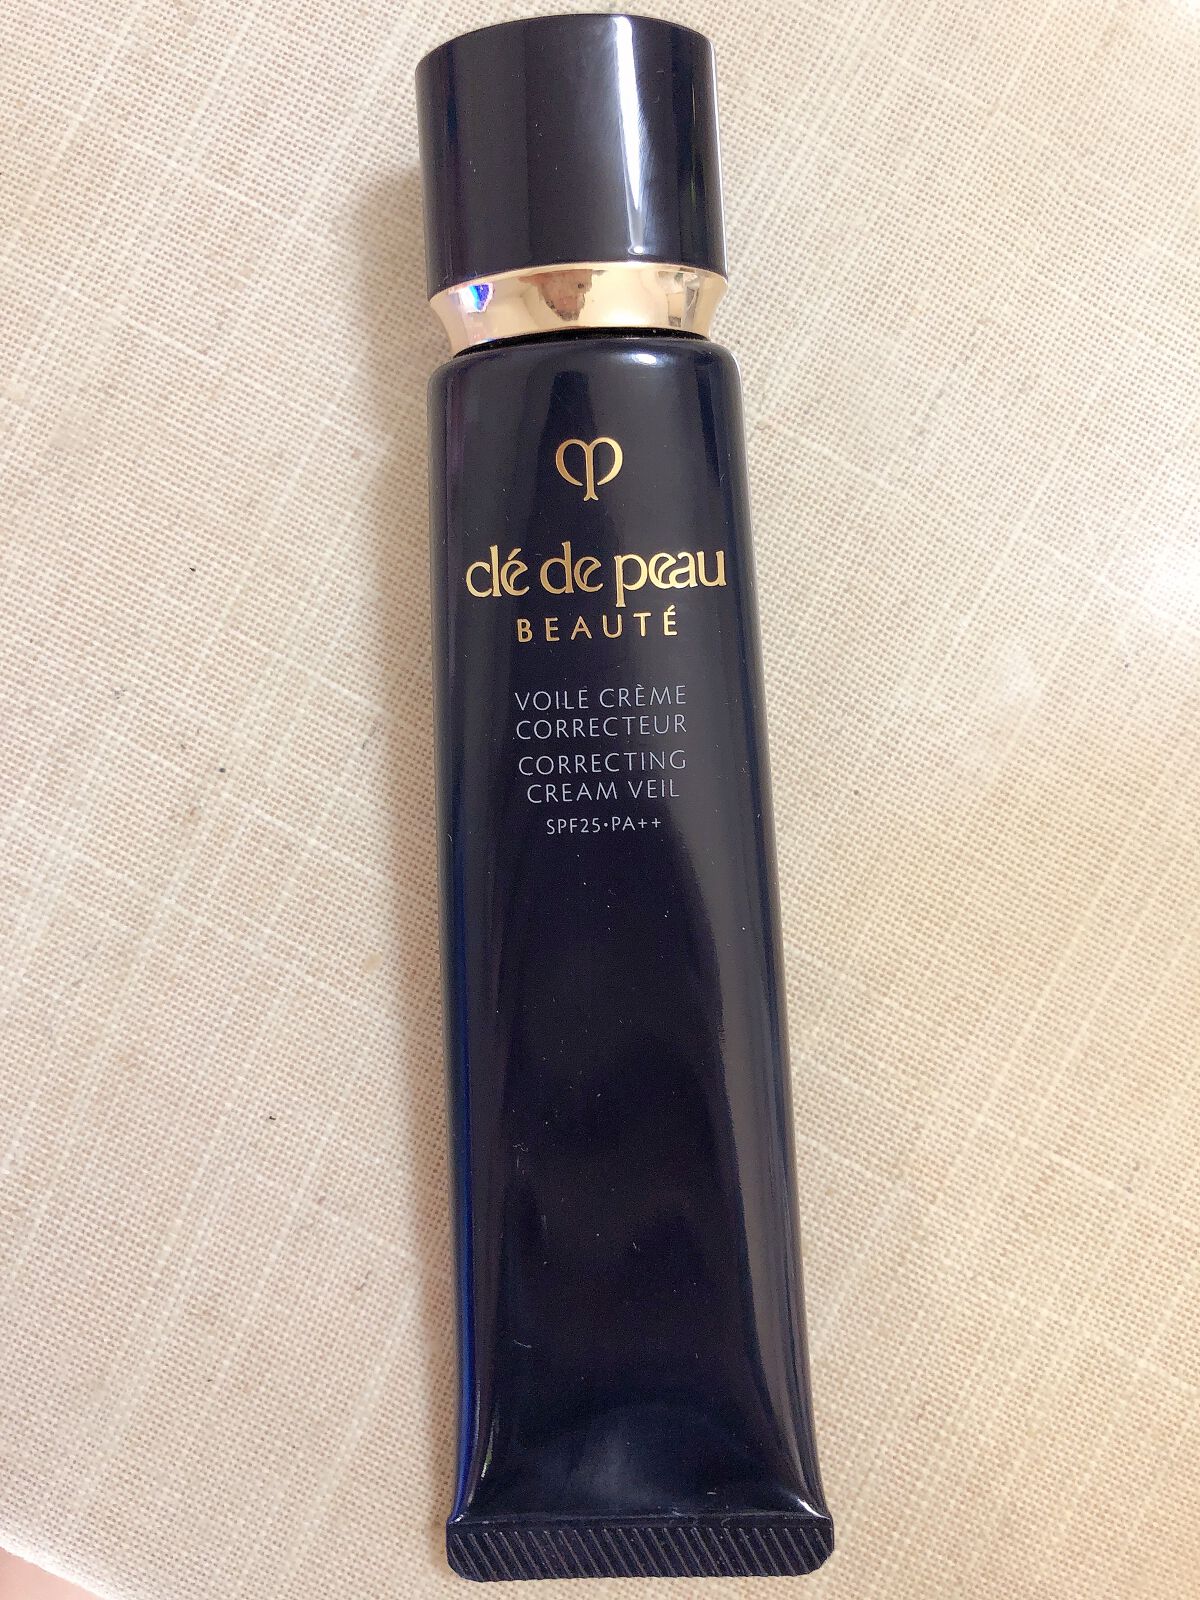 clé de peau
BEAUTÉ
VOILE CRÈME
CORRECTEUR
CORRECTING
CREAM VEIL
SPF25•PA++